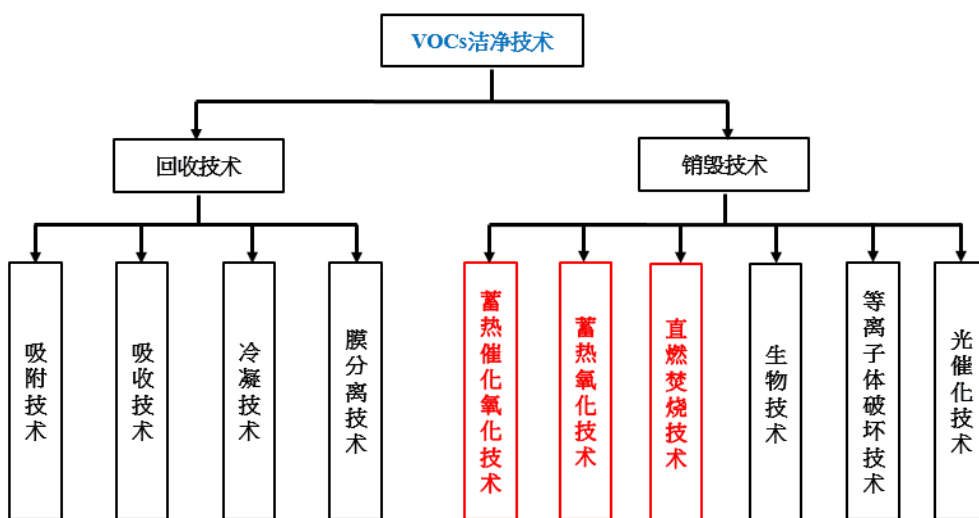 VOCs洁净技术
回收技术
销毁技术
吸附技术
吸收技术
冷凝技术
膜分离技术
蓄热催化氧化技术
蓄热氧化技术
直燃焚烧技术
生物技术
等离子体破坏技术
光催化技术